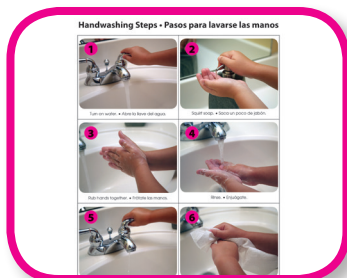 Handwashing Steps • Pasos para lavarse las manos
1
2
Turn on water. • Abre la llave del agua.
Squirt soap. • Saca un poco de jabón.
3
4
Rub hands together. • Frótate las manos.
Rinse. • Enjuágate.
5
6